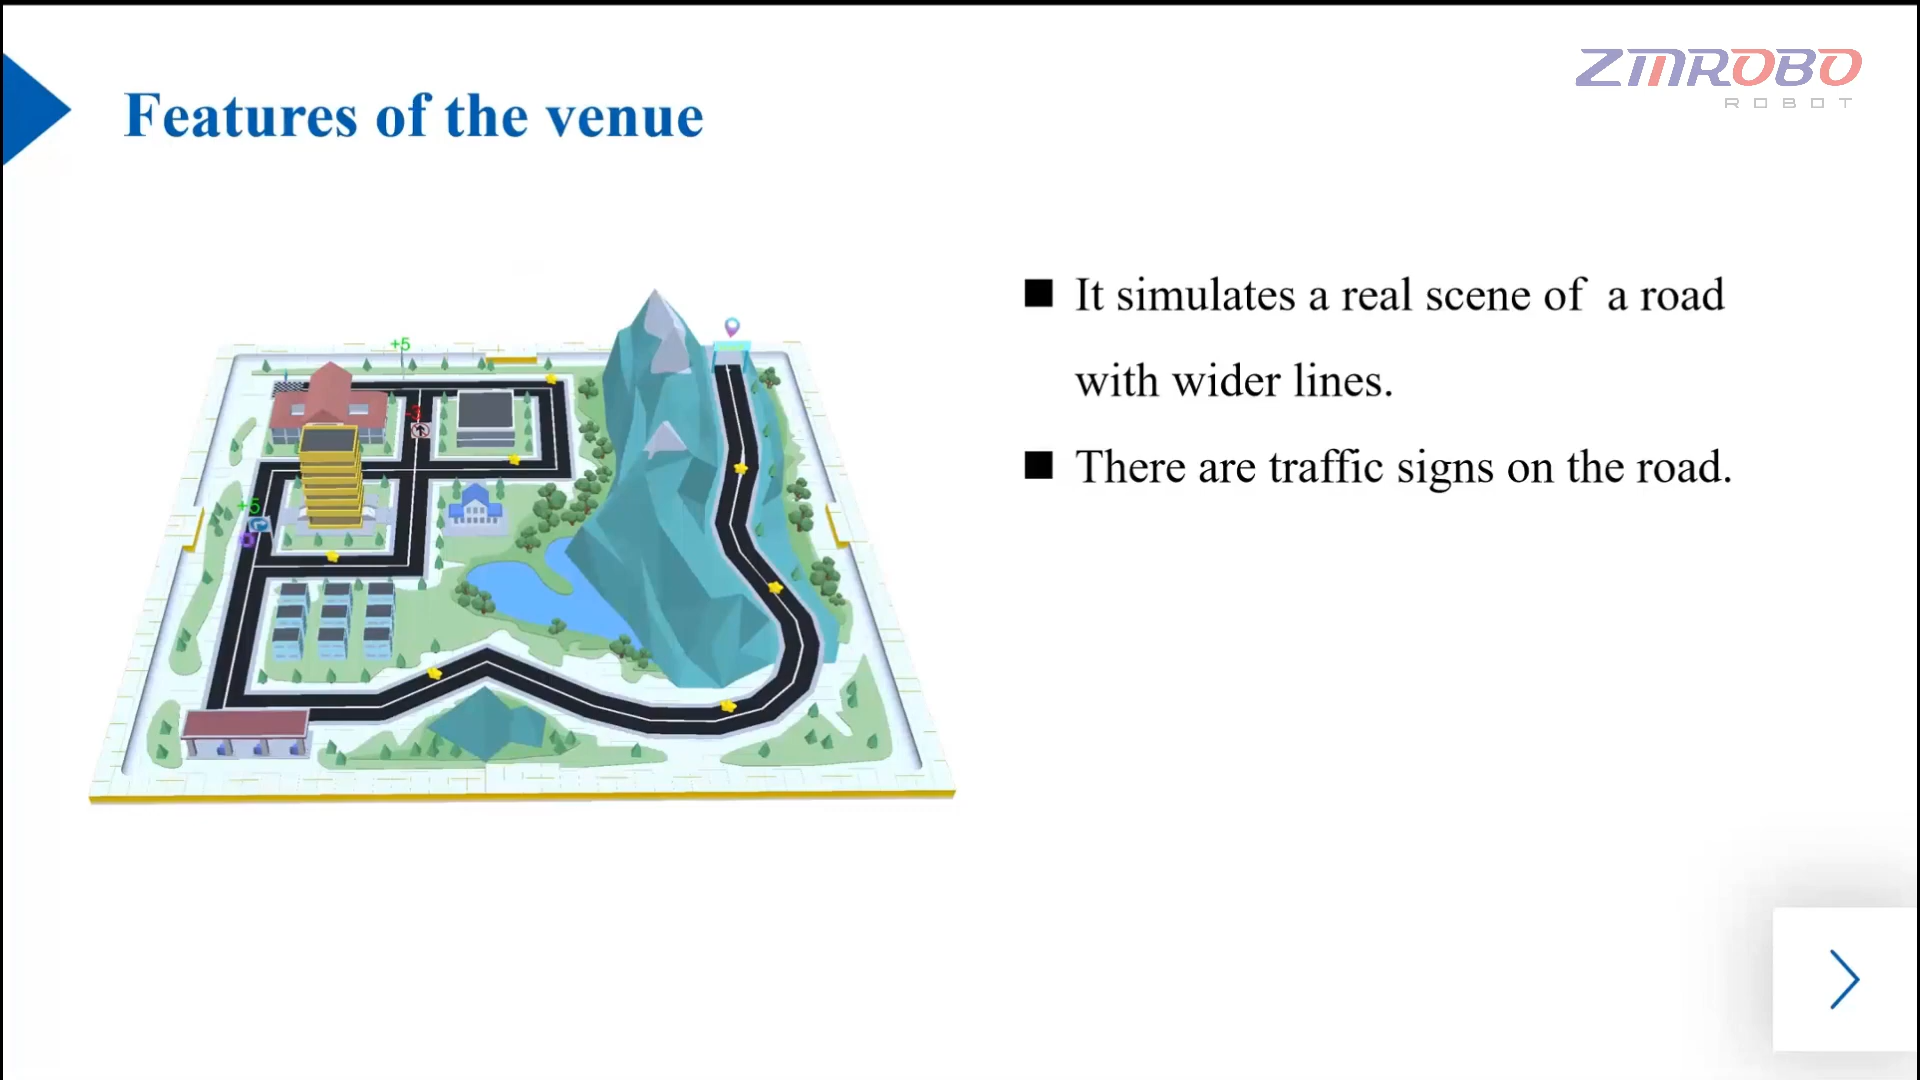 ZMROBO
ROBOT
Features of the venue
■ It simulates a real scene of a road
with wider lines.
■ There are traffic signs on the road.
+5
-3
+5